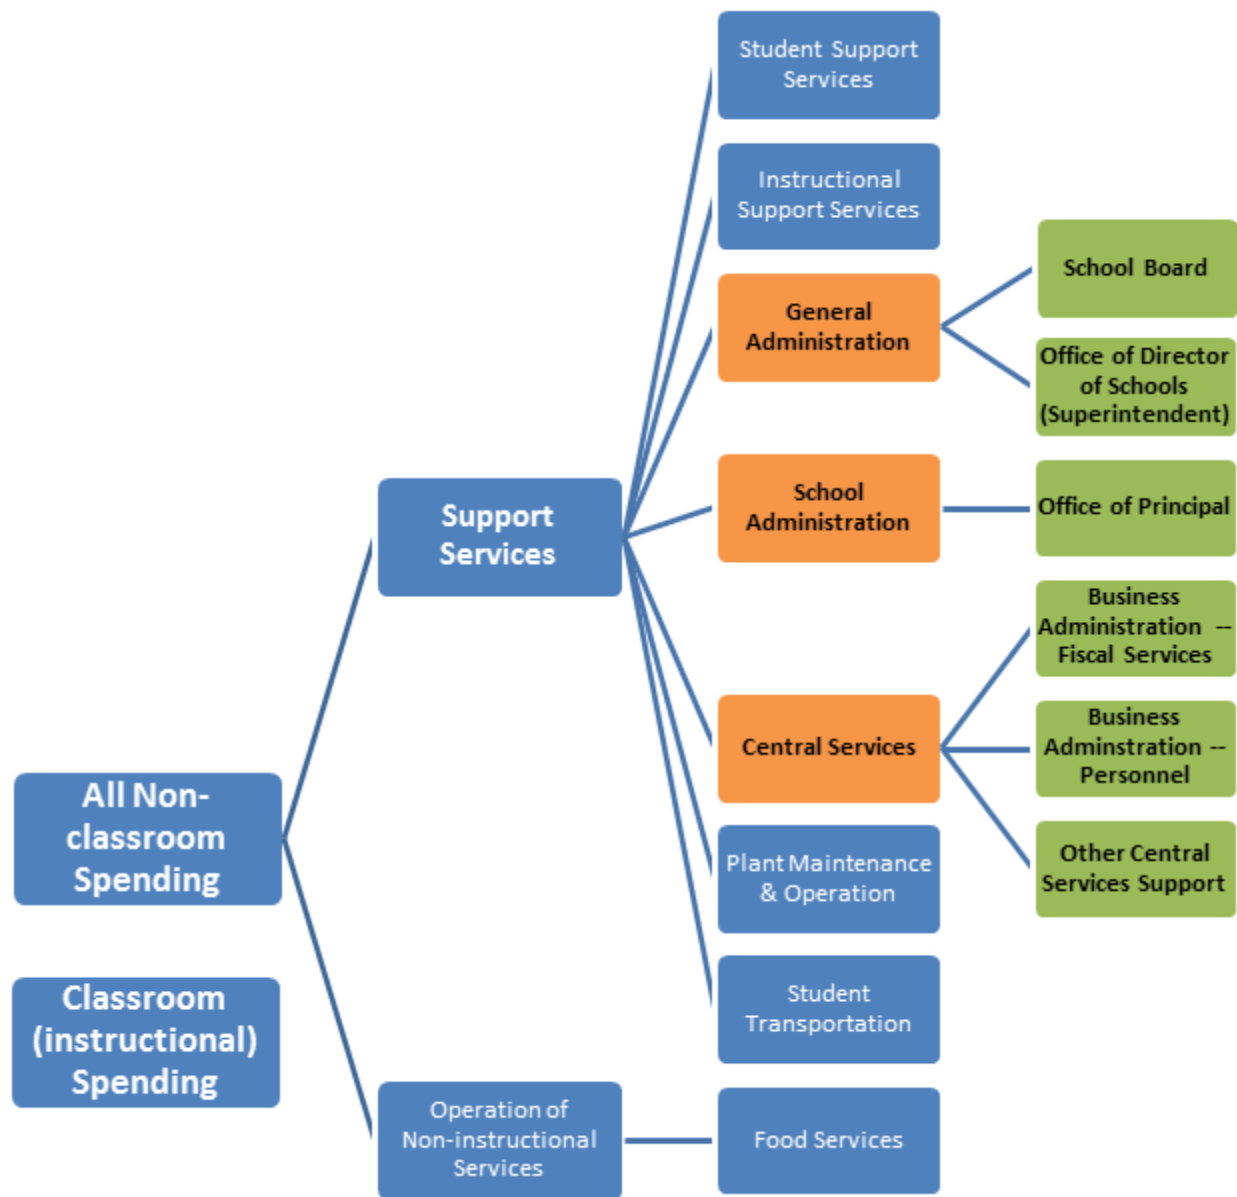 Student Support
Services
Instructional
Support Services
General
Administration
School Board
Office of Director
of Schools
(Superintendent)
Support
Services
School
Administration
Office of Principal
Business
Administration --
Fiscal Services
Central Services
Business
Adminstration --
Personnel
Other Central
Services Support
All Non-
classroom
Spending
Plant Maintenance
& Operation
Classroom
(instructional)
Spending
Student
Transportation
Operation of
Non-instructional
Services
Food Services